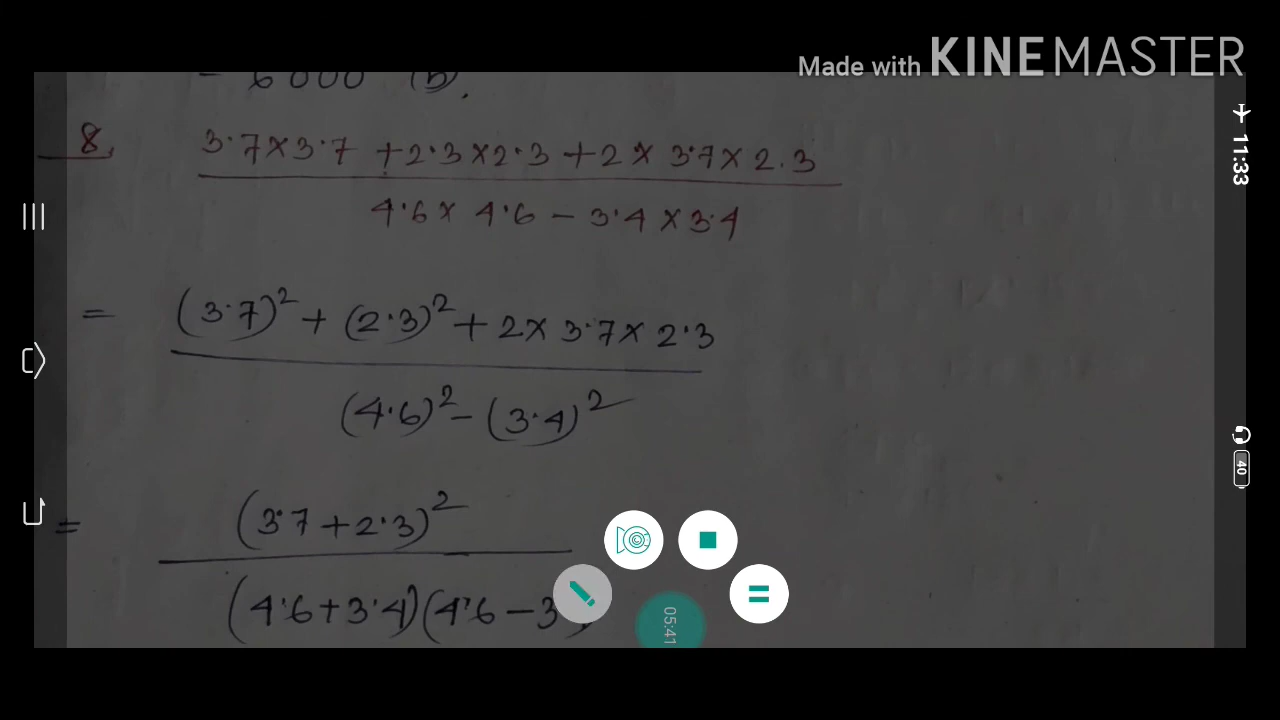 Made with KINEMASTER
= 6000 (b).
8. 3.7×3.7 + 2.3×2.3 + 2 × 3.7 × 2.3
4.6 × 4.6 − 3.4 × 3.4
= (3.7)² + (2.3)² + 2 × 3.7 × 2.3
(4.6)² − (3.4)²
= (3.7 + 2.3)²
(4.6 + 3.4)(4.6 − 3
11:33
40
05:41